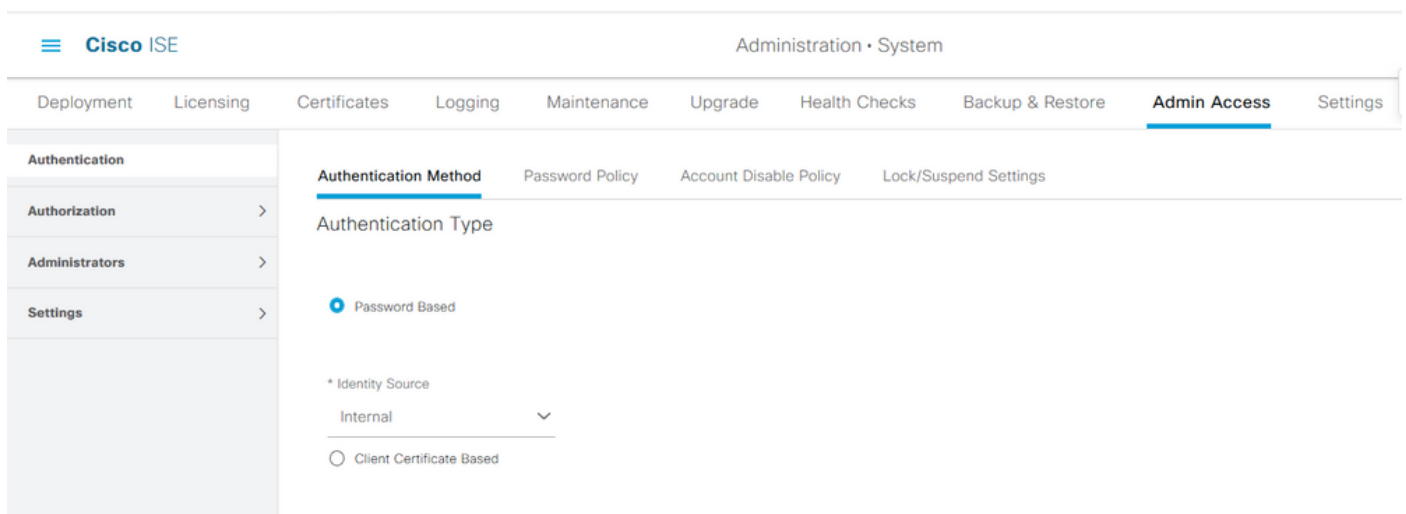 Cisco ISE
Administration • System
Deployment Licensing Certificates Logging Maintenance Upgrade Health Checks Backup & Restore Admin Access Settings
Authentication
Authorization
Administrators
Settings
Authentication Method Password Policy Account Disable Policy Lock/Suspend Settings
Authentication Type
Password Based
* Identity Source
Internal
Client Certificate Based